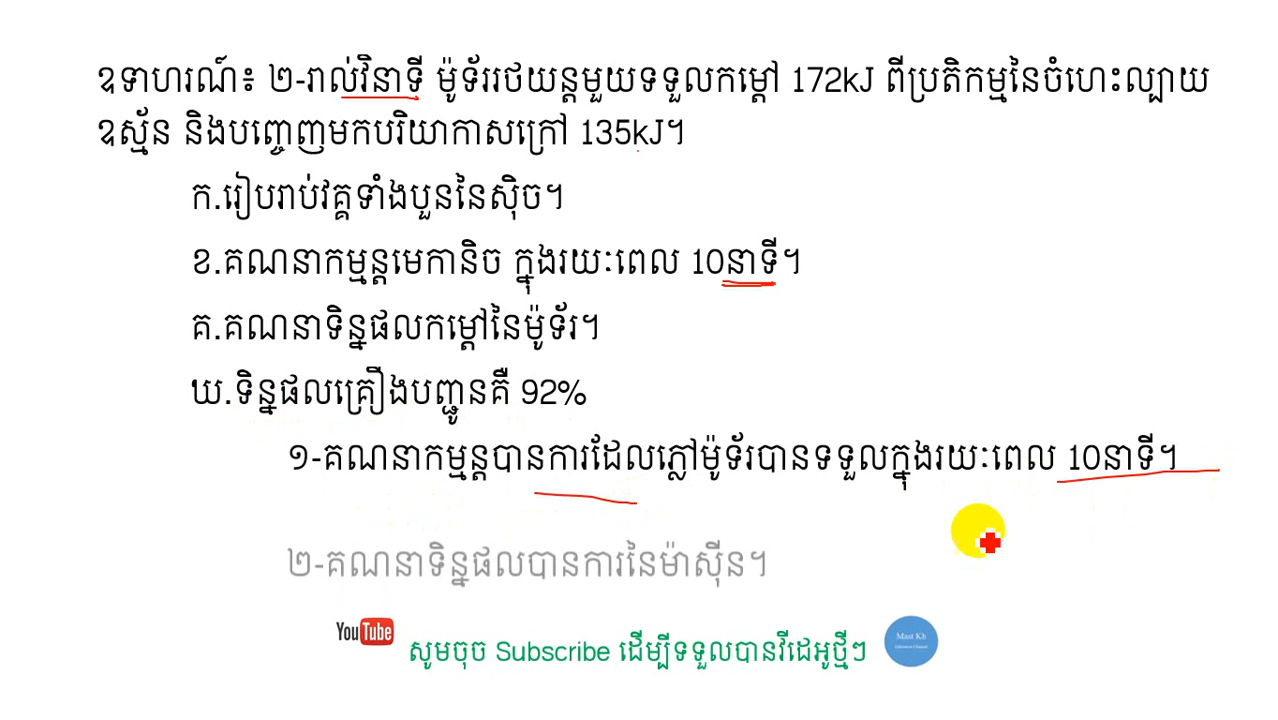 ឧទាហរណ៍៖ ២-រាល់វិនាទី ម៉ូទ័ររថយន្តមួយទទួលកម្តៅ 172kJ ពីប្រតិកម្មនៃចំហេះល្បាយ
ឧស្ម័ន និងបញ្ចេញមកបរិយាកាសក្រៅ 135kJ។
ក.រៀបរាប់វគ្គទាំងបួននៃស៊ិច។
ខ.គណនាកម្មន្តមេកានិច ក្នុងរយៈពេល 10នាទី។
គ.គណនាទិន្នផលកម្តៅនៃម៉ូទ័រ។
ឃ.ទិន្នផលគ្រឿងបញ្ជូនគឺ 92%
១-គណនាកម្មន្តបានការដែលភ្លៅម៉ូទ័របានទទួលក្នុងរយៈពេល 10នាទី។
២-គណនាទិន្នផលបានការនៃម៉ាស៊ីន។
YouTube
សូមចុច Subscribe ដើម្បីទទួលបានវីដេអូថ្មីៗ
Maat Kh
Education Channel